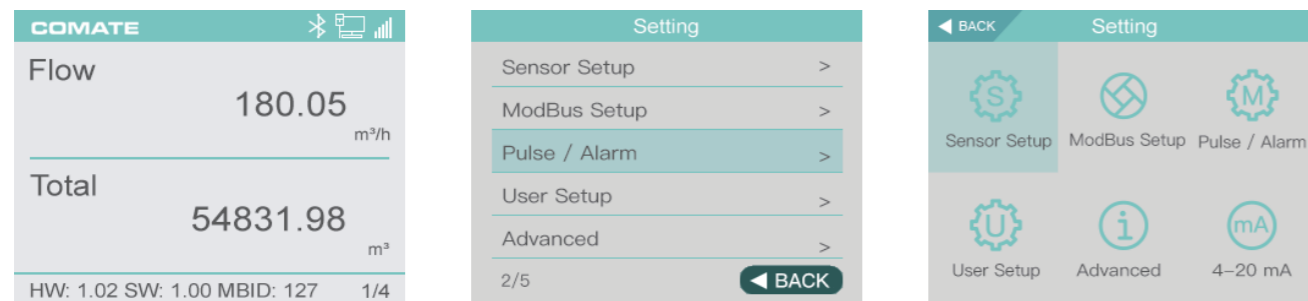 COMATE
Flow
180.05
m³/h
Total
54831.98
m³
HW: 1.02 SW: 1.00 MBID: 127 1/4
Setting
Sensor Setup >
ModBus Setup >
Pulse / Alarm >
User Setup >
Advanced >
2/5 ◀ BACK
◀ BACK Setting
S M
Sensor Setup ModBus Setup Pulse / Alarm
U i mA
User Setup Advanced 4-20 mA